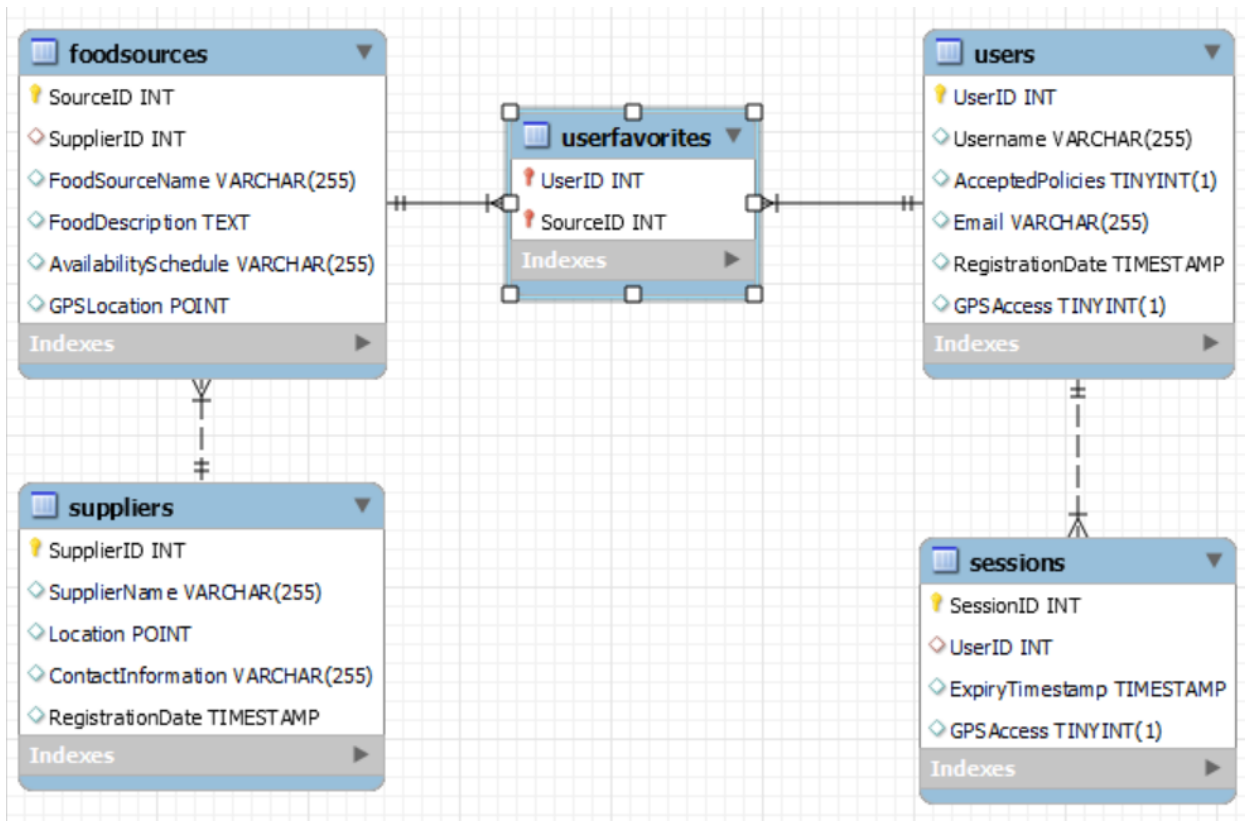 foodsources
SourceID INT
SupplierID INT
FoodSourceName VARCHAR(255)
FoodDescription TEXT
AvailabilitySchedule VARCHAR(255)
GPSLocation POINT
Indexes
userfavorites
UserID INT
SourceID INT
Indexes
users
UserID INT
Username VARCHAR(255)
AcceptedPolicies TINYINT(1)
Email VARCHAR(255)
RegistrationDate TIMESTAMP
GPSAccess TINYINT(1)
Indexes
suppliers
SupplierID INT
SupplierName VARCHAR(255)
Location POINT
ContactInformation VARCHAR(255)
RegistrationDate TIMESTAMP
Indexes
sessions
SessionID INT
UserID INT
ExpiryTimestamp TIMESTAMP
GPSAccess TINYINT(1)
Indexes